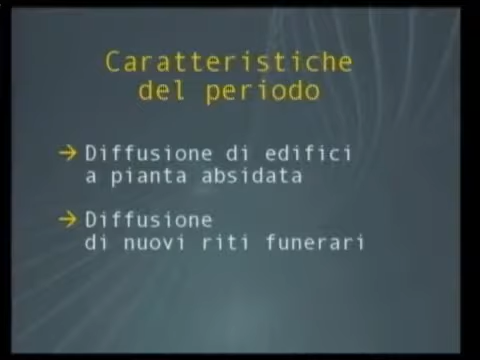 Caratteristiche
del periodo
→ Diffusione di edifici
a pianta absidata
→ Diffusione
di nuovi riti funerari